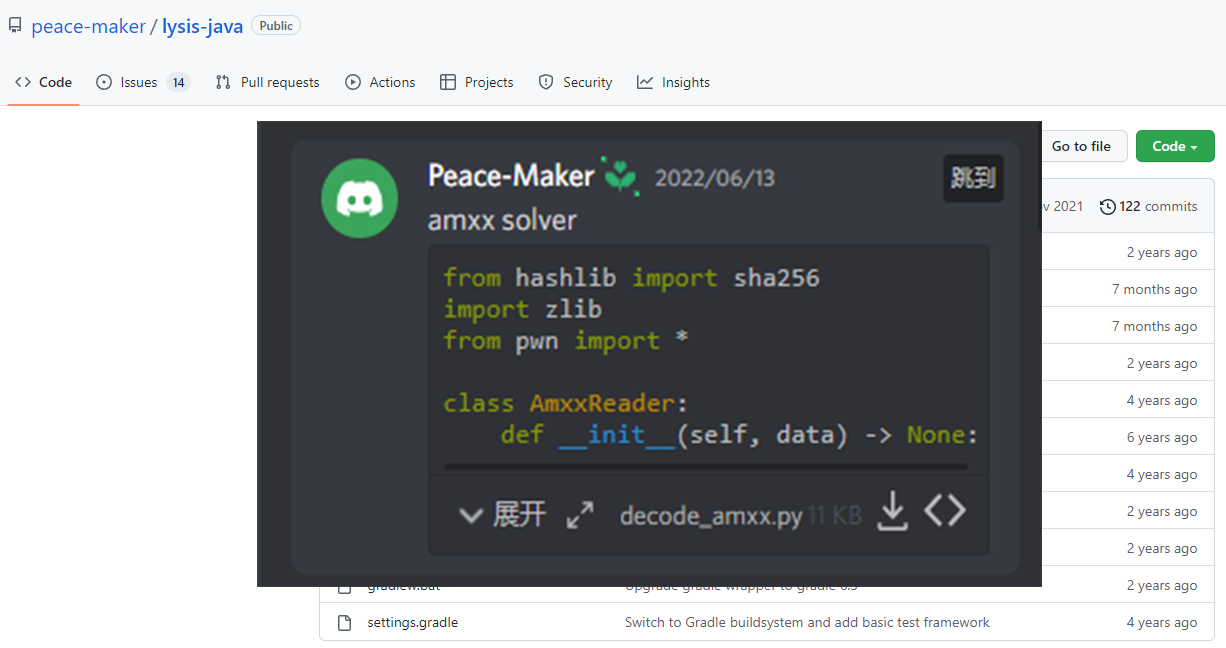 peace-maker / lysis-java Public
Code Issues 14 Pull requests Actions Projects Security Insights
Go to file Code
2021 122 commits
Peace-Maker 2022/06/13 跳到
amxx solver
from hashlib import sha256
import zlib
from pwn import *
class AmxxReader:
def __init__(self, data) -> None:
展开 decode_amxx.py 11 KB
2 years ago
7 months ago
7 months ago
2 years ago
4 years ago
6 years ago
4 years ago
2 years ago
2 years ago
gradlew.bat Upgrade gradle wrapper to gradle 2 years ago
settings.gradle Switch to Gradle buildsystem and add basic test framework 4 years ago